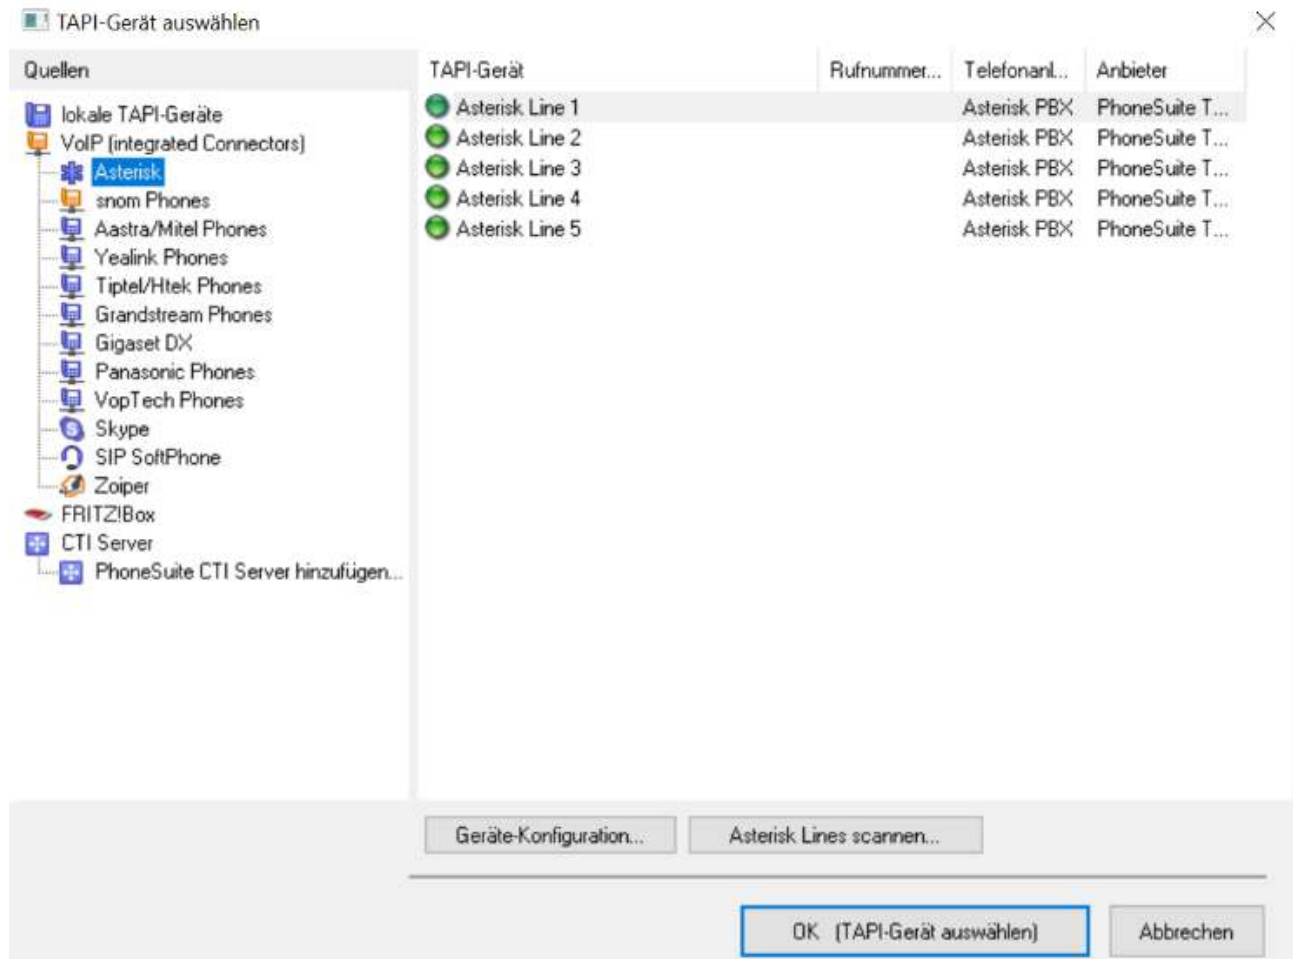 TAPI-Gerät auswählen
Quellen
lokale TAPI-Geräte
VoIP (integrated Connectors)
Asterisk
snom Phones
Aastra/Mitel Phones
Yealink Phones
Tiptel/Htek Phones
Grandstream Phones
Gigaset DX
Panasonic Phones
VopTech Phones
Skype
SIP SoftPhone
Zoiper
FRITZ!Box
CTI Server
PhoneSuite CTI Server hinzufügen...
TAPI-Gerät Rufnummer... Telefonanl... Anbieter
Asterisk Line 1 Asterisk PBX PhoneSuite T...
Asterisk Line 2 Asterisk PBX PhoneSuite T...
Asterisk Line 3 Asterisk PBX PhoneSuite T...
Asterisk Line 4 Asterisk PBX PhoneSuite T...
Asterisk Line 5 Asterisk PBX PhoneSuite T...
Geräte-Konfiguration... Asterisk Lines scannen...
OK (TAPI-Gerät auswählen) Abbrechen